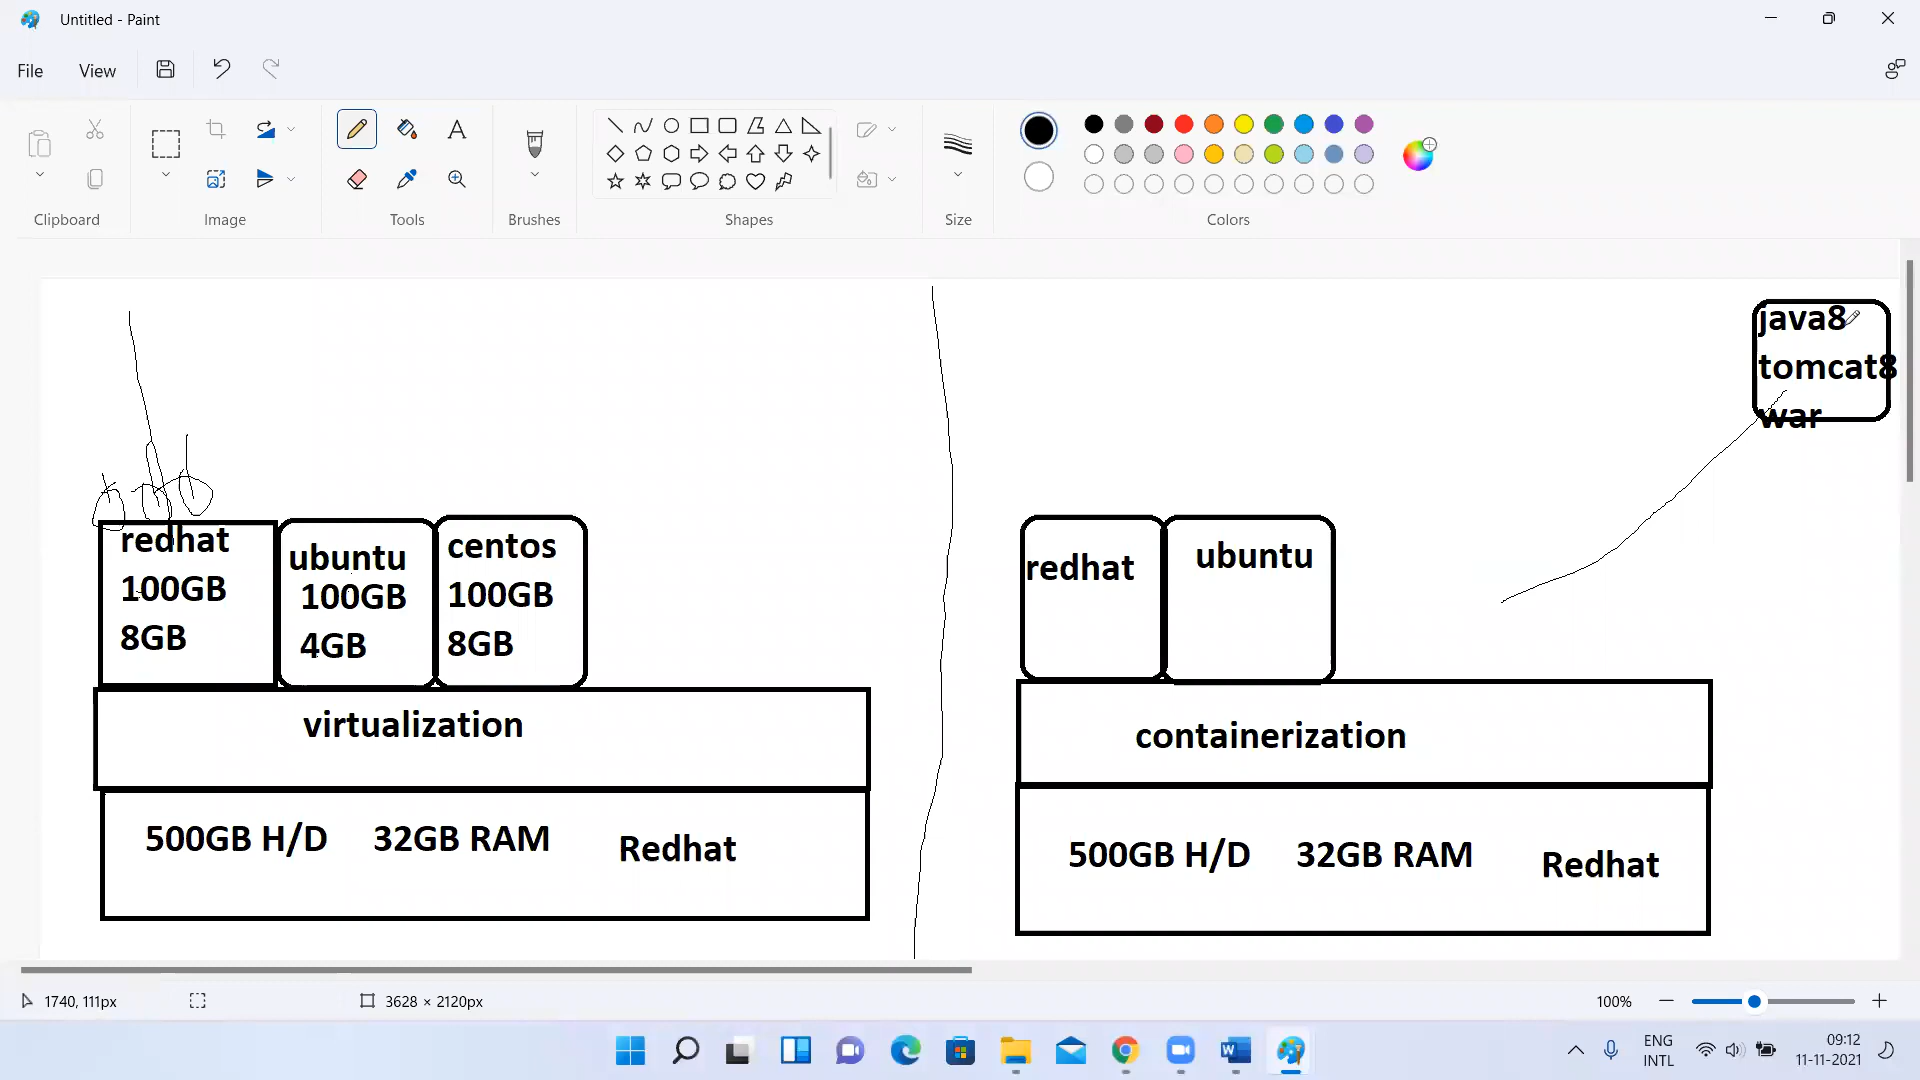 Untitled - Paint
File
View
Clipboard
Image
Tools
Brushes
Shapes
Size
Colors
java8
tomcat8
war
redhat
100GB
8GB
ubuntu
100GB
4GB
centos
100GB
8GB
redhat
ubuntu
virtualization
containerization
500GB H/D
32GB RAM
Redhat
500GB H/D
32GB RAM
Redhat
1740, 111px
3628 × 2120px
100%
ENG
INTL
09:12
11-11-2021